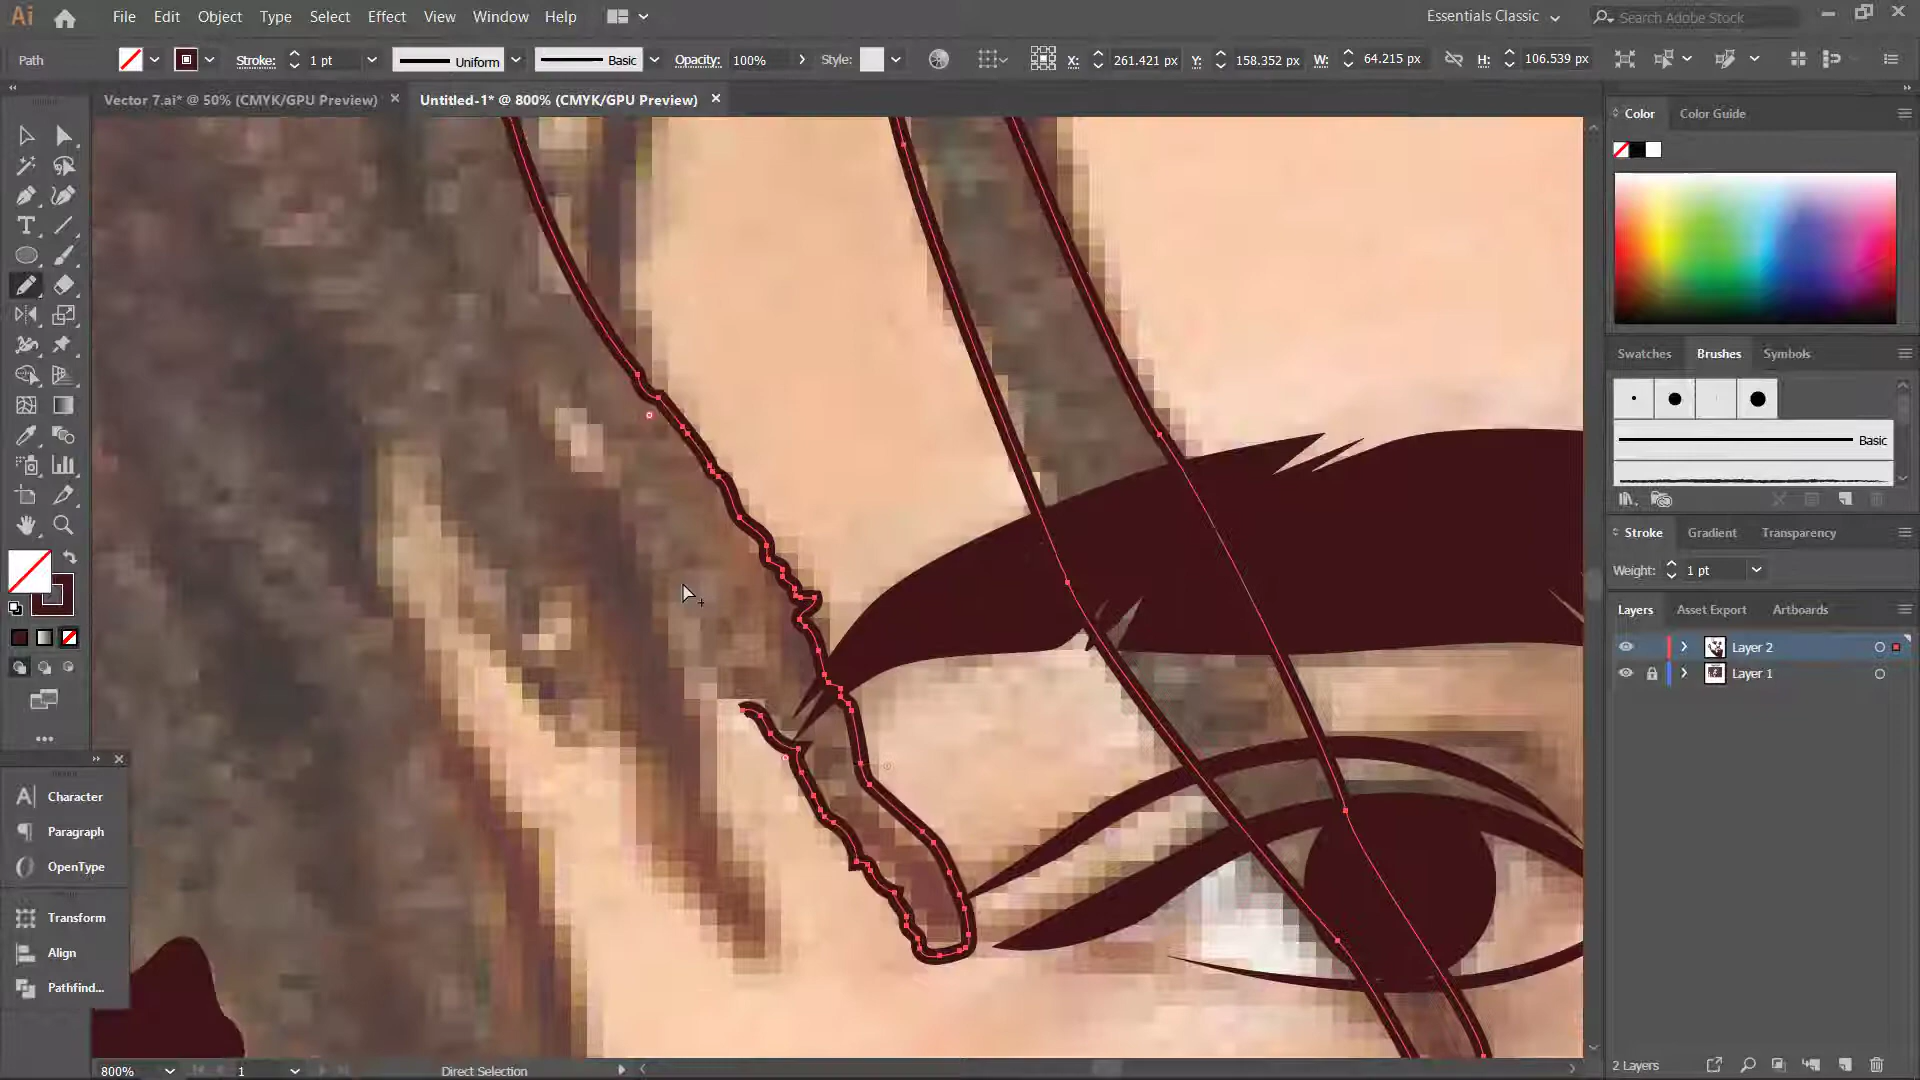 Ai File Edit Object Type Select Effect View Window Help Essentials Classic Search Adobe Stock
Path Stroke: 1 pt Uniform Basic Opacity: 100% Style: X: 261.421 px Y: 158.352 px W: 64.215 px H: 106.539 px
Vector 7.ai* @ 50% (CMYK/GPU Preview) Untitled-1* @ 800% (CMYK/GPU Preview)
Color Color Guide
Swatches Brushes Symbols
Basic
Stroke Gradient Transparency
Weight: 1 pt
Layers Asset Export Artboards
Layer 2
Layer 1
Character
Paragraph
OpenType
Transform
Align
Pathfind...
800% 1 Direct Selection 2 Layers